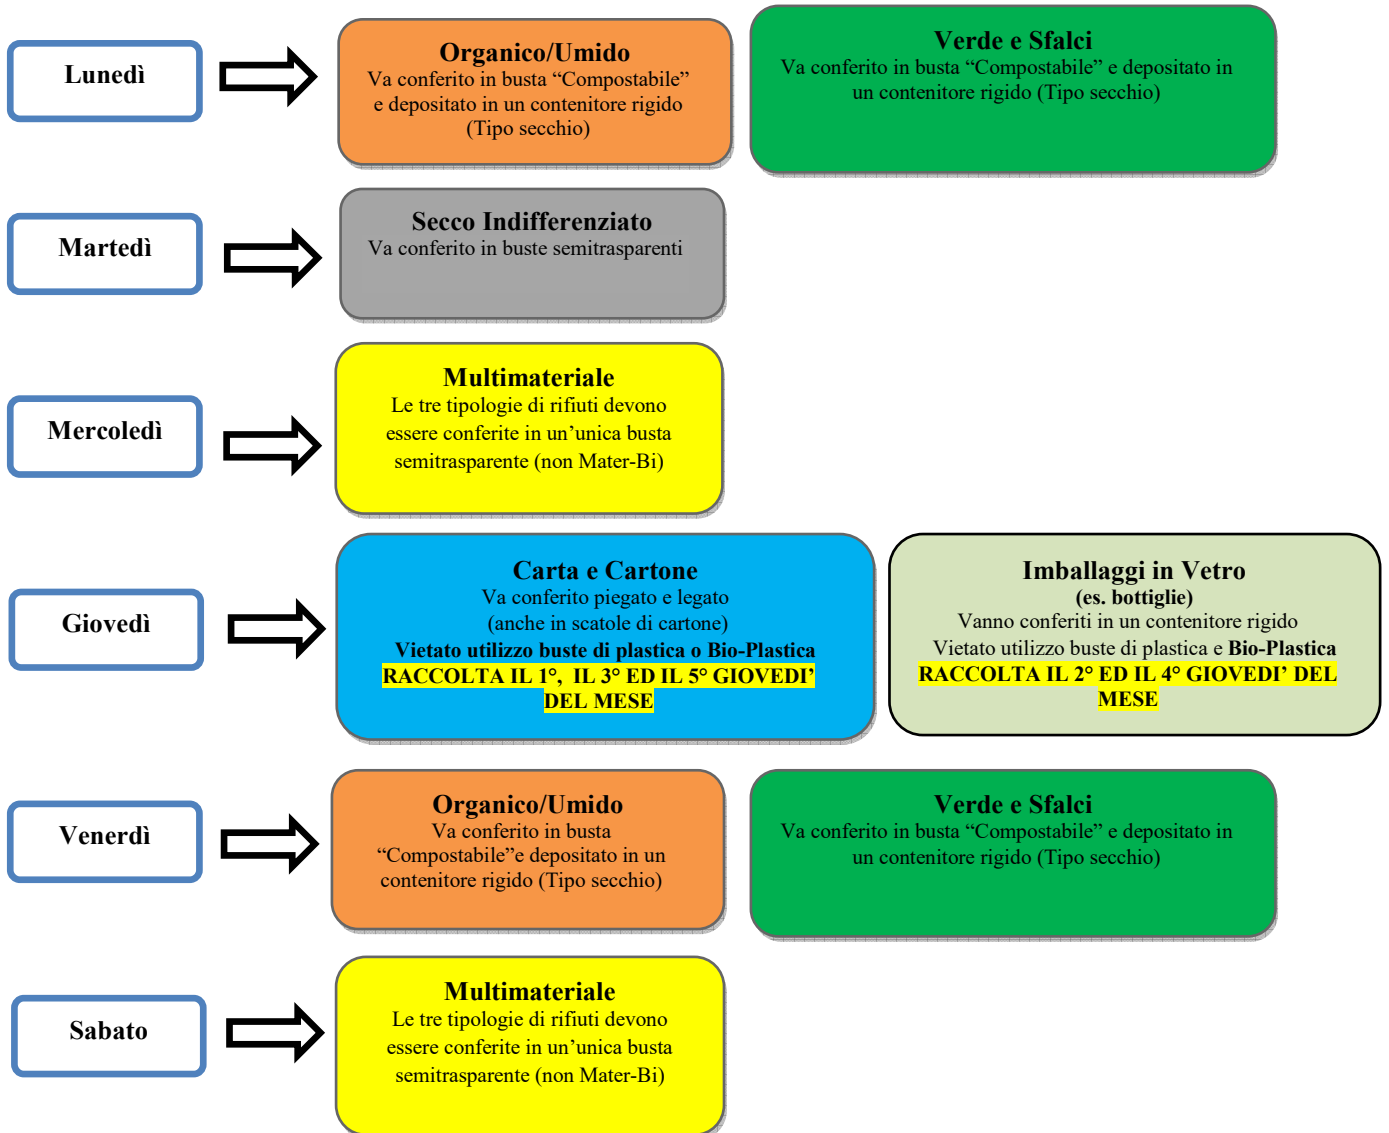 Lunedì
Organico/Umido
Va conferito in busta “Compostabile”
e depositato in un contenitore rigido
(Tipo secchio)
Verde e Sfalci
Va conferito in busta “Compostabile” e depositato in
un contenitore rigido (Tipo secchio)
Martedì
Secco Indifferenziato
Va conferito in buste semitrasparenti
Mercoledì
Multimateriale
Le tre tipologie di rifiuti devono
essere conferite in un’unica busta
semitrasparente (non Mater-Bi)
Giovedì
Carta e Cartone
Va conferito piegato e legato
(anche in scatole di cartone)
Vietato utilizzo buste di plastica o Bio-Plastica
RACCOLTA IL 1°, IL 3° ED IL 5° GIOVEDI’
DEL MESE
Imballaggi in Vetro
(es. bottiglie)
Vanno conferiti in un contenitore rigido
Vietato utilizzo buste di plastica e Bio-Plastica
RACCOLTA IL 2° ED IL 4° GIOVEDI’ DEL
MESE
Venerdì
Organico/Umido
Va conferito in busta
“Compostabile”e depositato in un
contenitore rigido (Tipo secchio)
Verde e Sfalci
Va conferito in busta “Compostabile” e depositato in
un contenitore rigido (Tipo secchio)
Sabato
Multimateriale
Le tre tipologie di rifiuti devono
essere conferite in un’unica busta
semitrasparente (non Mater-Bi)